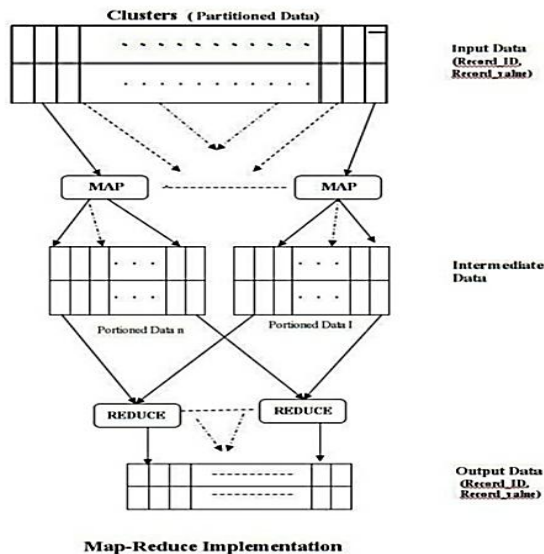 Clusters ( Partitioned Data)
Input Data
(Record_ID,
Record_value)
MAP
MAP
Intermediate
Data
Portioned Data n
Portioned Data I
REDUCE
REDUCE
Output Data
(Record_ID,
Record_value)
Map-Reduce Implementation